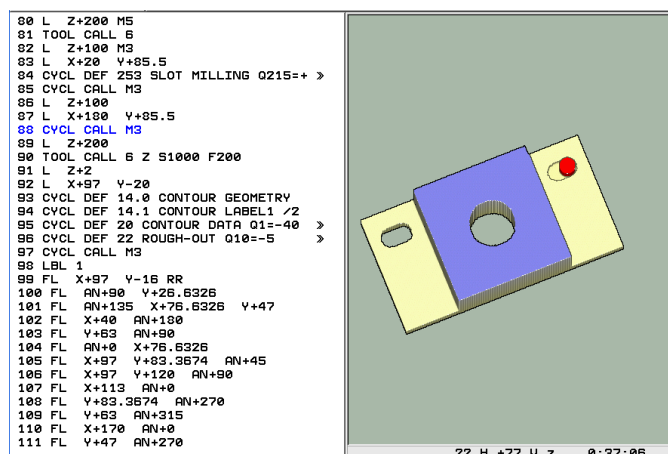 80 L Z+200 M5
81 TOOL CALL 6
82 L Z+100 M3
83 L X+20 Y+85.5
84 CYCL DEF 253 SLOT MILLING Q215=+ »
85 CYCL CALL M3
86 L Z+100
87 L X+180 Y+85.5
88 CYCL CALL M3
89 L Z+200
90 TOOL CALL 6 Z S1000 F200
91 L Z+2
92 L X+97 Y-20
93 CYCL DEF 14.0 CONTOUR GEOMETRY
94 CYCL DEF 14.1 CONTOUR LABEL1 /2
95 CYCL DEF 20 CONTOUR DATA Q1=-40 »
96 CYCL DEF 22 ROUGH-OUT Q10=-5 »
97 CYCL CALL M3
98 LBL 1
99 FL X+97 Y-16 RR
100 FL AN+90 Y+26.6326
101 FL AN+135 X+76.6326 Y+47
102 FL X+40 AN+180
103 FL Y+63 AN+90
104 FL AN+0 X+76.6326
105 FL X+97 Y+83.3674 AN+45
106 FL X+97 Y+120 AN+90
107 FL X+113 AN+0
108 FL Y+83.3674 AN+270
109 FL Y+63 AN+315
110 FL X+170 AN+0
111 FL Y+47 AN+270
0:37:06